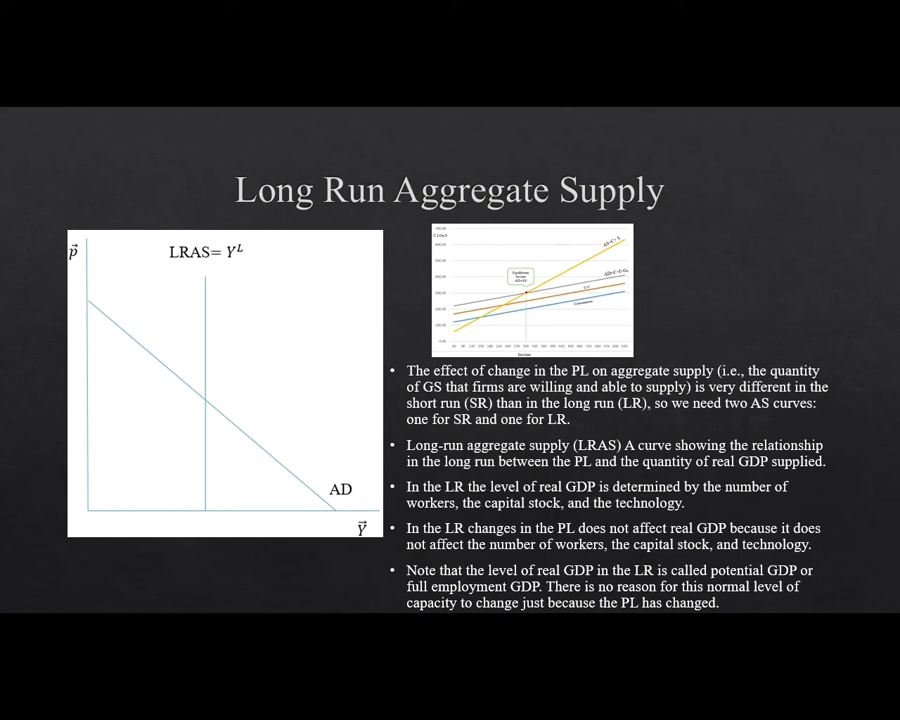 Long Run Aggregate Supply
p⃗
LRAS= Yᴸ
AD
Y⃗
Equilibrium
Income
AD=AS
AS=C+S
Consumption
Income
• The effect of change in the PL on aggregate supply (i.e., the quantity
of GS that firms are willing and able to supply) is very different in the
short run (SR) than in the long run (LR), so we need two AS curves:
one for SR and one for LR.
• Long-run aggregate supply (LRAS) A curve showing the relationship
in the long run between the PL and the quantity of real GDP supplied.
• In the LR the level of real GDP is determined by the number of
workers, the capital stock, and the technology.
• In the LR changes in the PL does not affect real GDP because it does
not affect the number of workers, the capital stock, and technology.
• Note that the level of real GDP in the LR is called potential GDP or
full employment GDP. There is no reason for this normal level of
capacity to change just because the PL has changed.